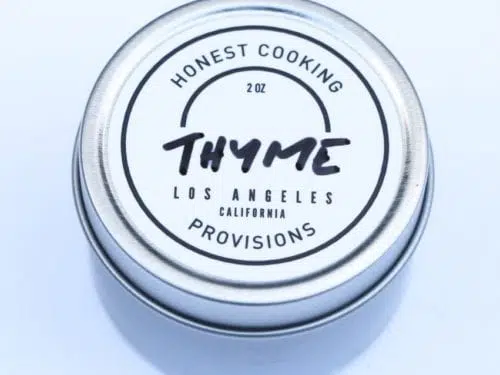 HONEST COOKING
2 OZ
THYME
LOS ANGELES
CALIFORNIA
PROVISIONS